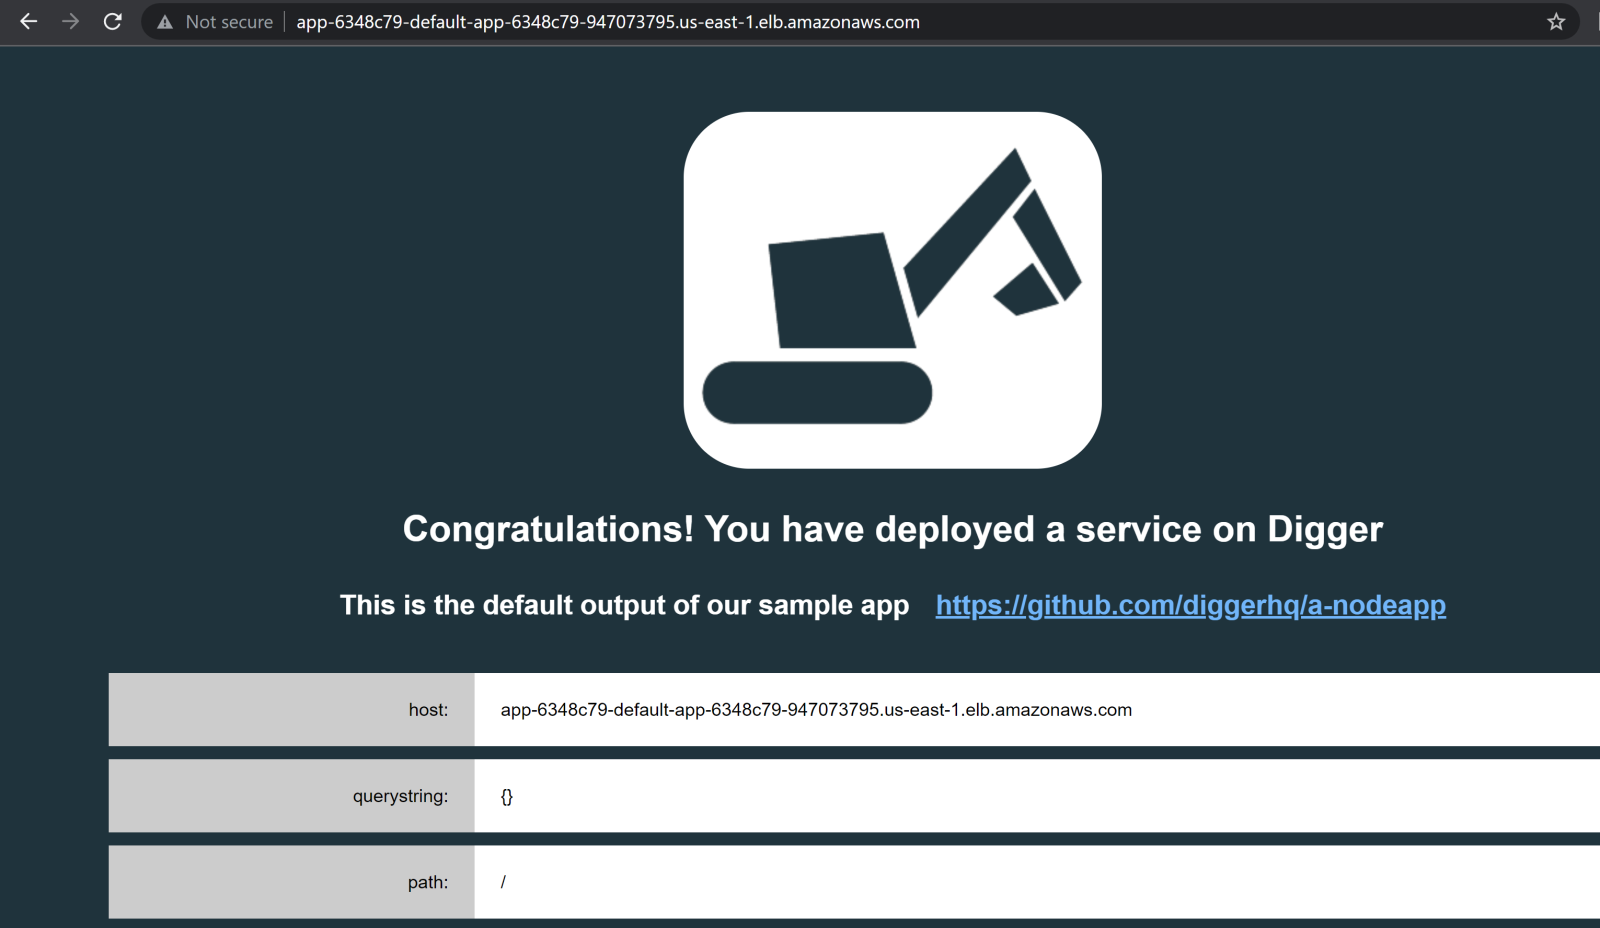 Not secure app-6348c79-default-app-6348c79-947073795.us-east-1.elb.amazonaws.com
Congratulations! You have deployed a service on Digger
This is the default output of our sample app https://github.com/diggerhq/a-nodeapp
host: app-6348c79-default-app-6348c79-947073795.us-east-1.elb.amazonaws.com
querystring: {}
path: /